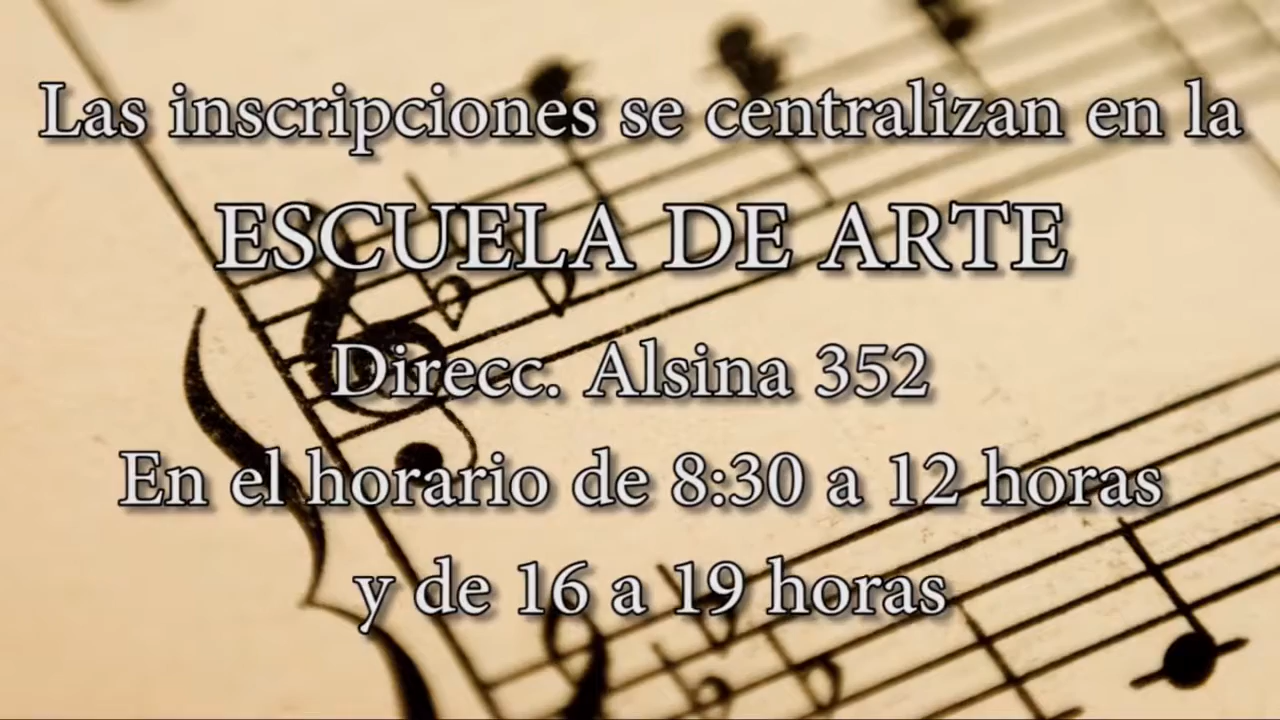 Las inscripciones se centralizan en la
ESCUELA DE ARTE
Direcc. Alsina 352
En el horario de 8:30 a 12 horas
y de 16 a 19 horas